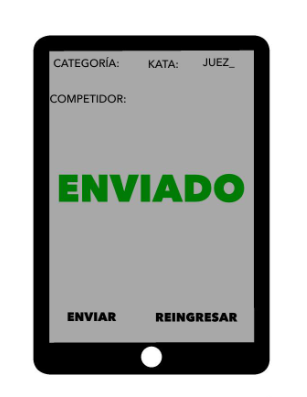 CATEGORÍA: KATA: JUEZ_
COMPETIDOR:
ENVIADO
ENVIAR REINGRESAR